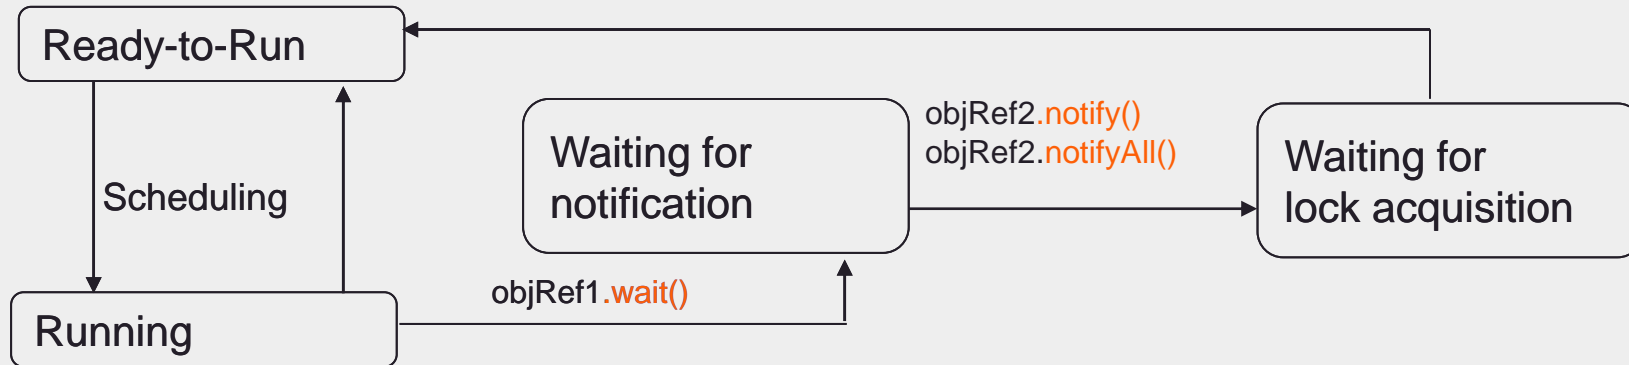 Ready-to-Run
Scheduling
Running
objRef1.wait()
Waiting for
notification
objRef2.notify()
objRef2.notifyAll()
Waiting for
lock acquisition